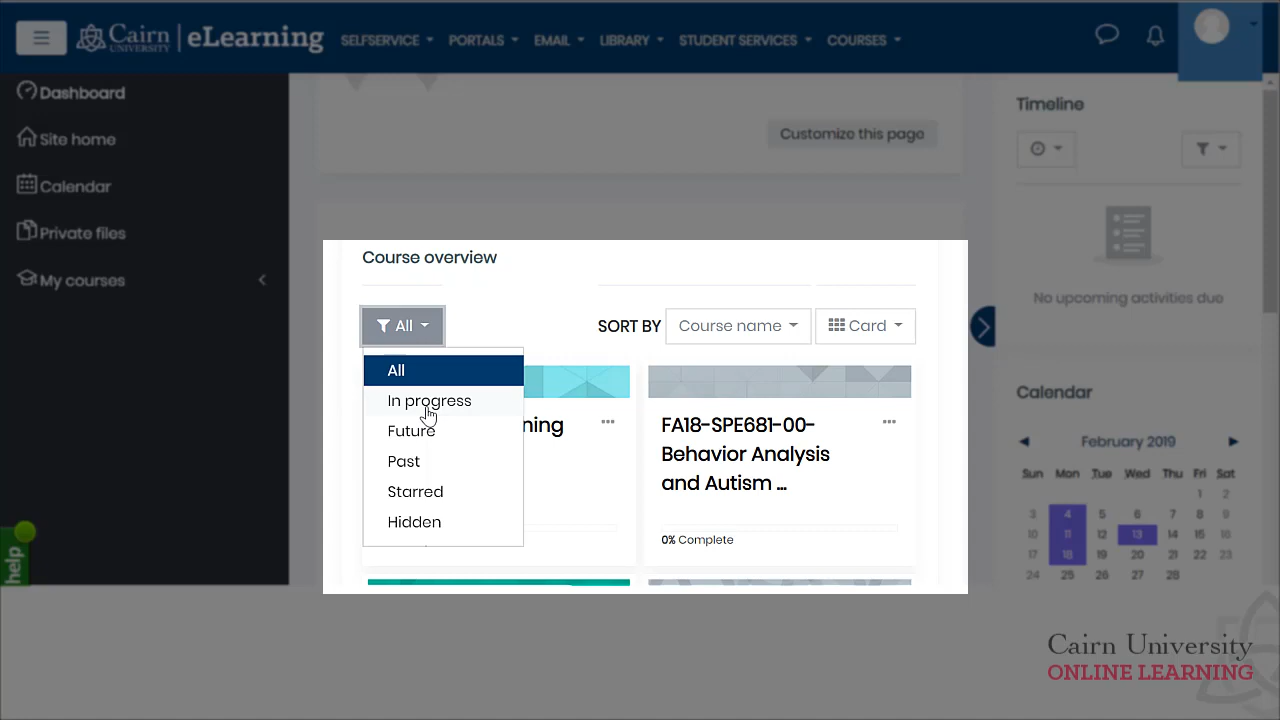 Cairn UNIVERSITY | eLearning
SELFSERVICE PORTALS EMAIL LIBRARY STUDENT SERVICES COURSES
Dashboard
Site home
Calendar
Private files
My courses
help
Customize this page
Course overview
All
SORT BY Course name Card
All
In progress
Future
Past
Starred
Hidden
ning
FA18-SPE681-00-
Behavior Analysis
and Autism ...
0% Complete
Timeline
No upcoming activities due
Calendar
February 2019
Sun Mon Tue Wed Thu Fri Sat
1 2
3 4 5 6 7 8 9
10 11 12 13 14 15 16
17 18 19 20 21 22 23
24 25 26 27 28
Cairn University
ONLINE LEARNING